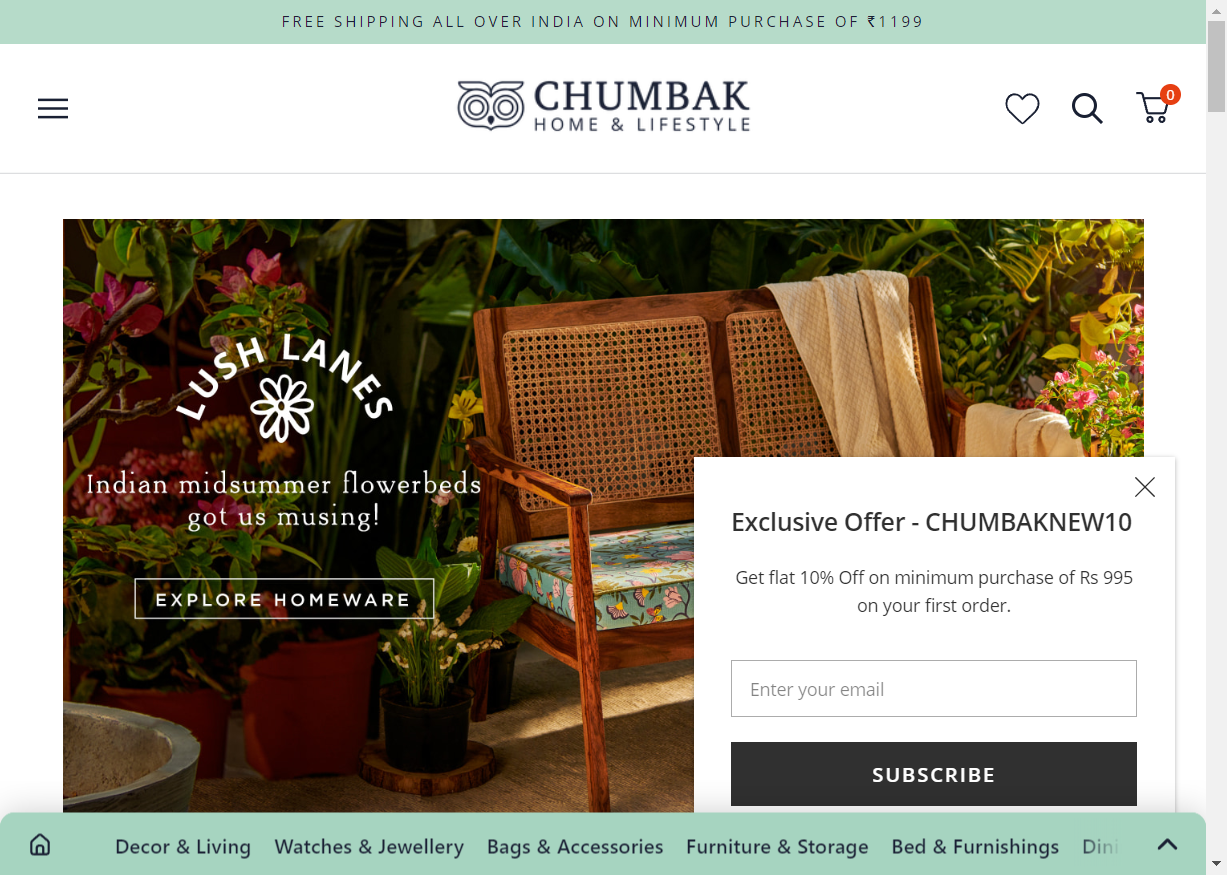 FREE SHIPPING ALL OVER INDIA ON MINIMUM PURCHASE OF ₹1199
CHUMBAK
HOME & LIFESTYLE
0
LUSH LANES
Indian midsummer flowerbeds
got us musing!
EXPLORE HOMEWARE
Exclusive Offer - CHUMBAKNEW10
Get flat 10% Off on minimum purchase of Rs 995
on your first order.
Enter your email
SUBSCRIBE
Decor & Living Watches & Jewellery Bags & Accessories Furniture & Storage Bed & Furnishings Dini